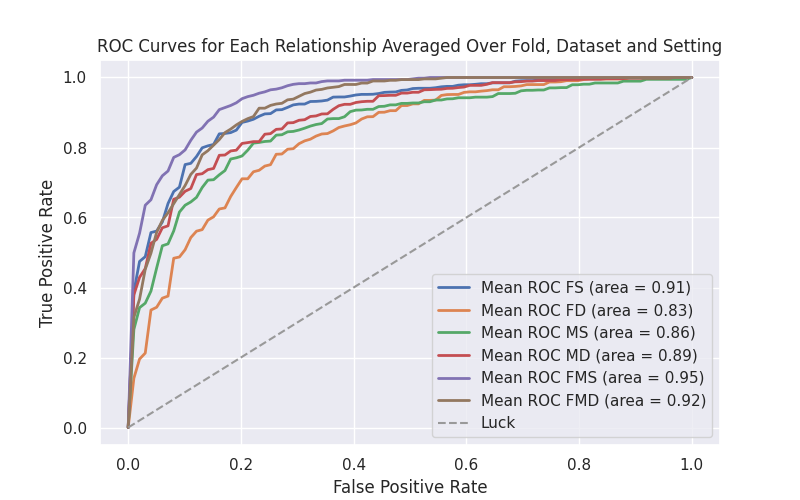 ROC Curves for Each Relationship Averaged Over Fold, Dataset and Setting
True Positive Rate
1.0
0.8
0.6
0.4
0.2
0.0
Mean ROC FS (area = 0.91)
Mean ROC FD (area = 0.83)
Mean ROC MS (area = 0.86)
Mean ROC MD (area = 0.89)
Mean ROC FMS (area = 0.95)
Mean ROC FMD (area = 0.92)
Luck
0.0 0.2 0.4 0.6 0.8 1.0
False Positive Rate